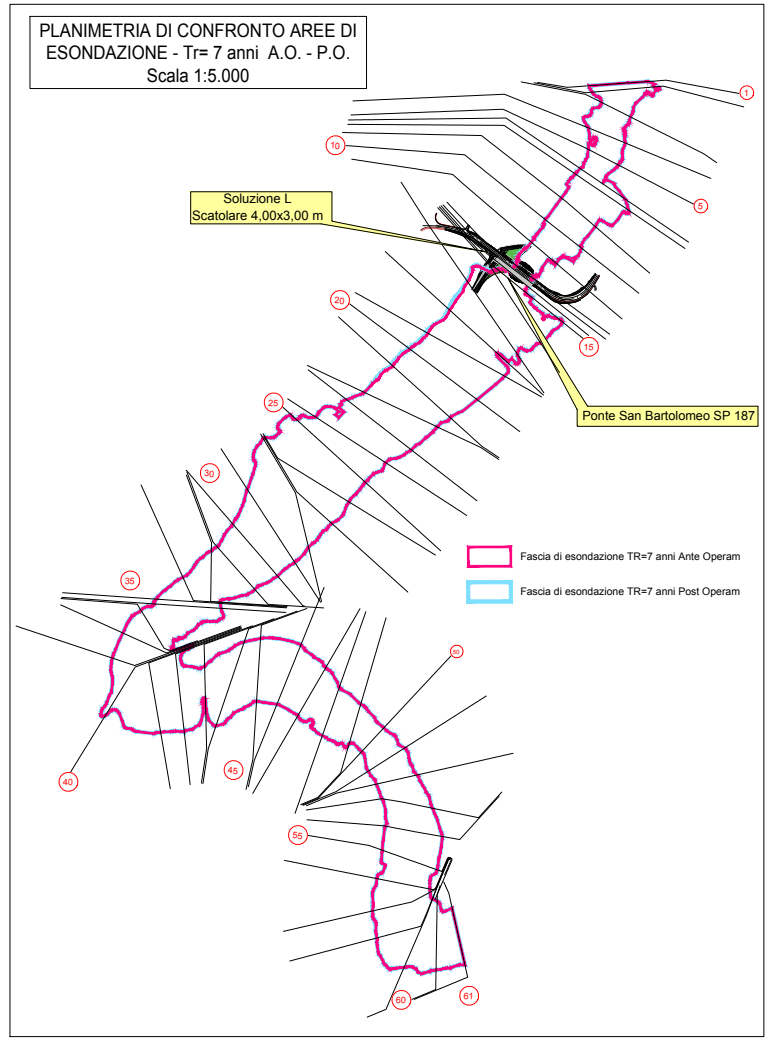 PLANIMETRIA DI CONFRONTO AREE DI
ESONDAZIONE - Tr= 7 anni A.O. - P.O.
Scala 1:5.000
1
10
5
Soluzione L
Scatolare 4,00x3,00 m
20
15
25
Ponte San Bartolomeo SP 187
30
Fascia di esondazione TR=7 anni Ante Operam
35
Fascia di esondazione TR=7 anni Post Operam
50
40
45
55
60
61